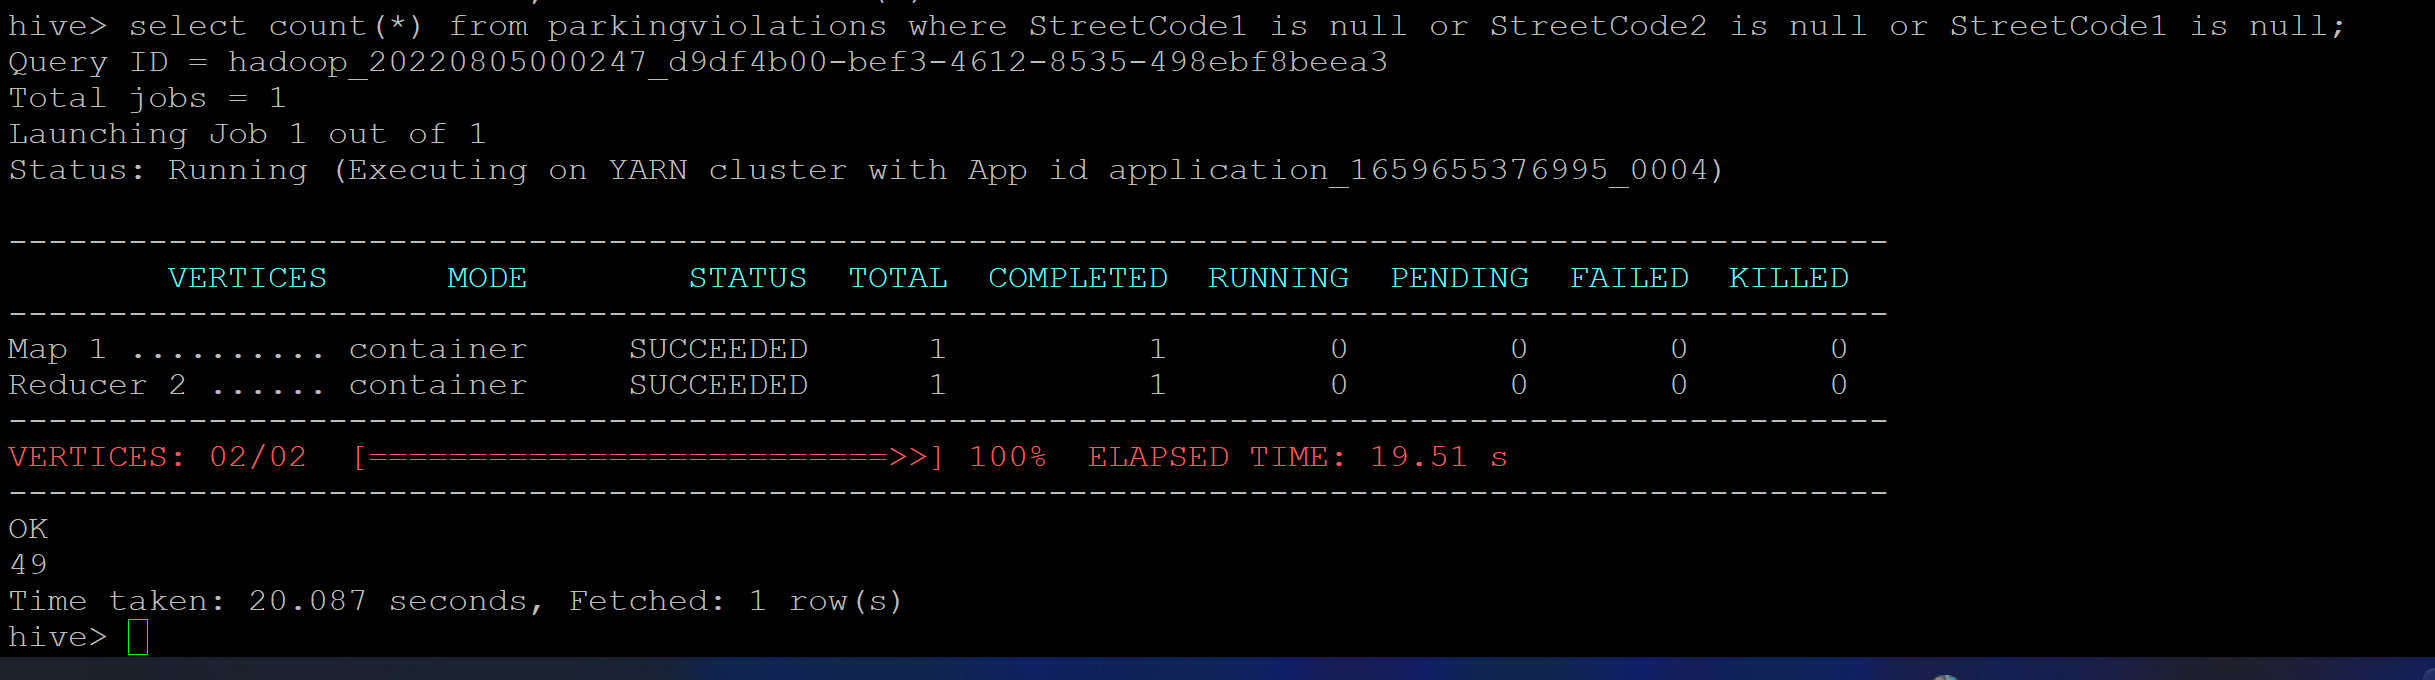 hive> select count(*) from parkingviolations where StreetCode1 is null or StreetCode2 is null or StreetCode1 is null;
Query ID = hadoop_20220805000247_d9df4b00-bef3-4612-8535-498ebf8beea3
Total jobs = 1
Launching Job 1 out of 1
Status: Running (Executing on YARN cluster with App id application_1659655376995_0004)
----------------------------------------------------------------------------------------------
        VERTICES      MODE        STATUS  TOTAL  COMPLETED  RUNNING  PENDING  FAILED  KILLED
----------------------------------------------------------------------------------------------
Map 1 .......... container     SUCCEEDED      1          1        0        0       0       0
Reducer 2 ...... container     SUCCEEDED      1          1        0        0       0       0
----------------------------------------------------------------------------------------------
VERTICES: 02/02  [==========================>>] 100%  ELAPSED TIME: 19.51 s
----------------------------------------------------------------------------------------------
OK
49
Time taken: 20.087 seconds, Fetched: 1 row(s)
hive>